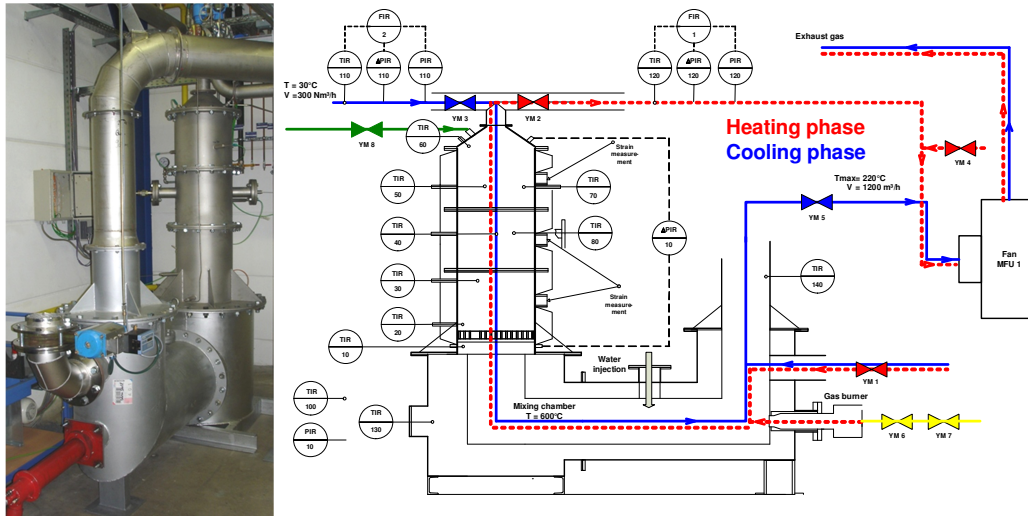 FIR
2
TIR
110
ΔPIR
110
PIR
110
FIR
1
TIR
120
ΔPIR
120
PIR
120
Exhaust gas
T = 30°C
V =300 Nm³/h
YM 3
YM 2
YM 8
TIR
60
Strain
measure-
ment
Heating phase
Cooling phase
YM 4
TIR
50
TIR
70
Tmax= 220°C
V = 1200 m³/h
YM 5
TIR
40
TIR
80
ΔPIR
10
Fan
MFU 1
TIR
30
TIR
140
Strain
measure-
ment
TIR
20
TIR
10
Water
injection
YM 1
TIR
100
Mixing chamber
T = 600°C
Gas burner
TIR
130
PIR
10
YM 6
YM 7